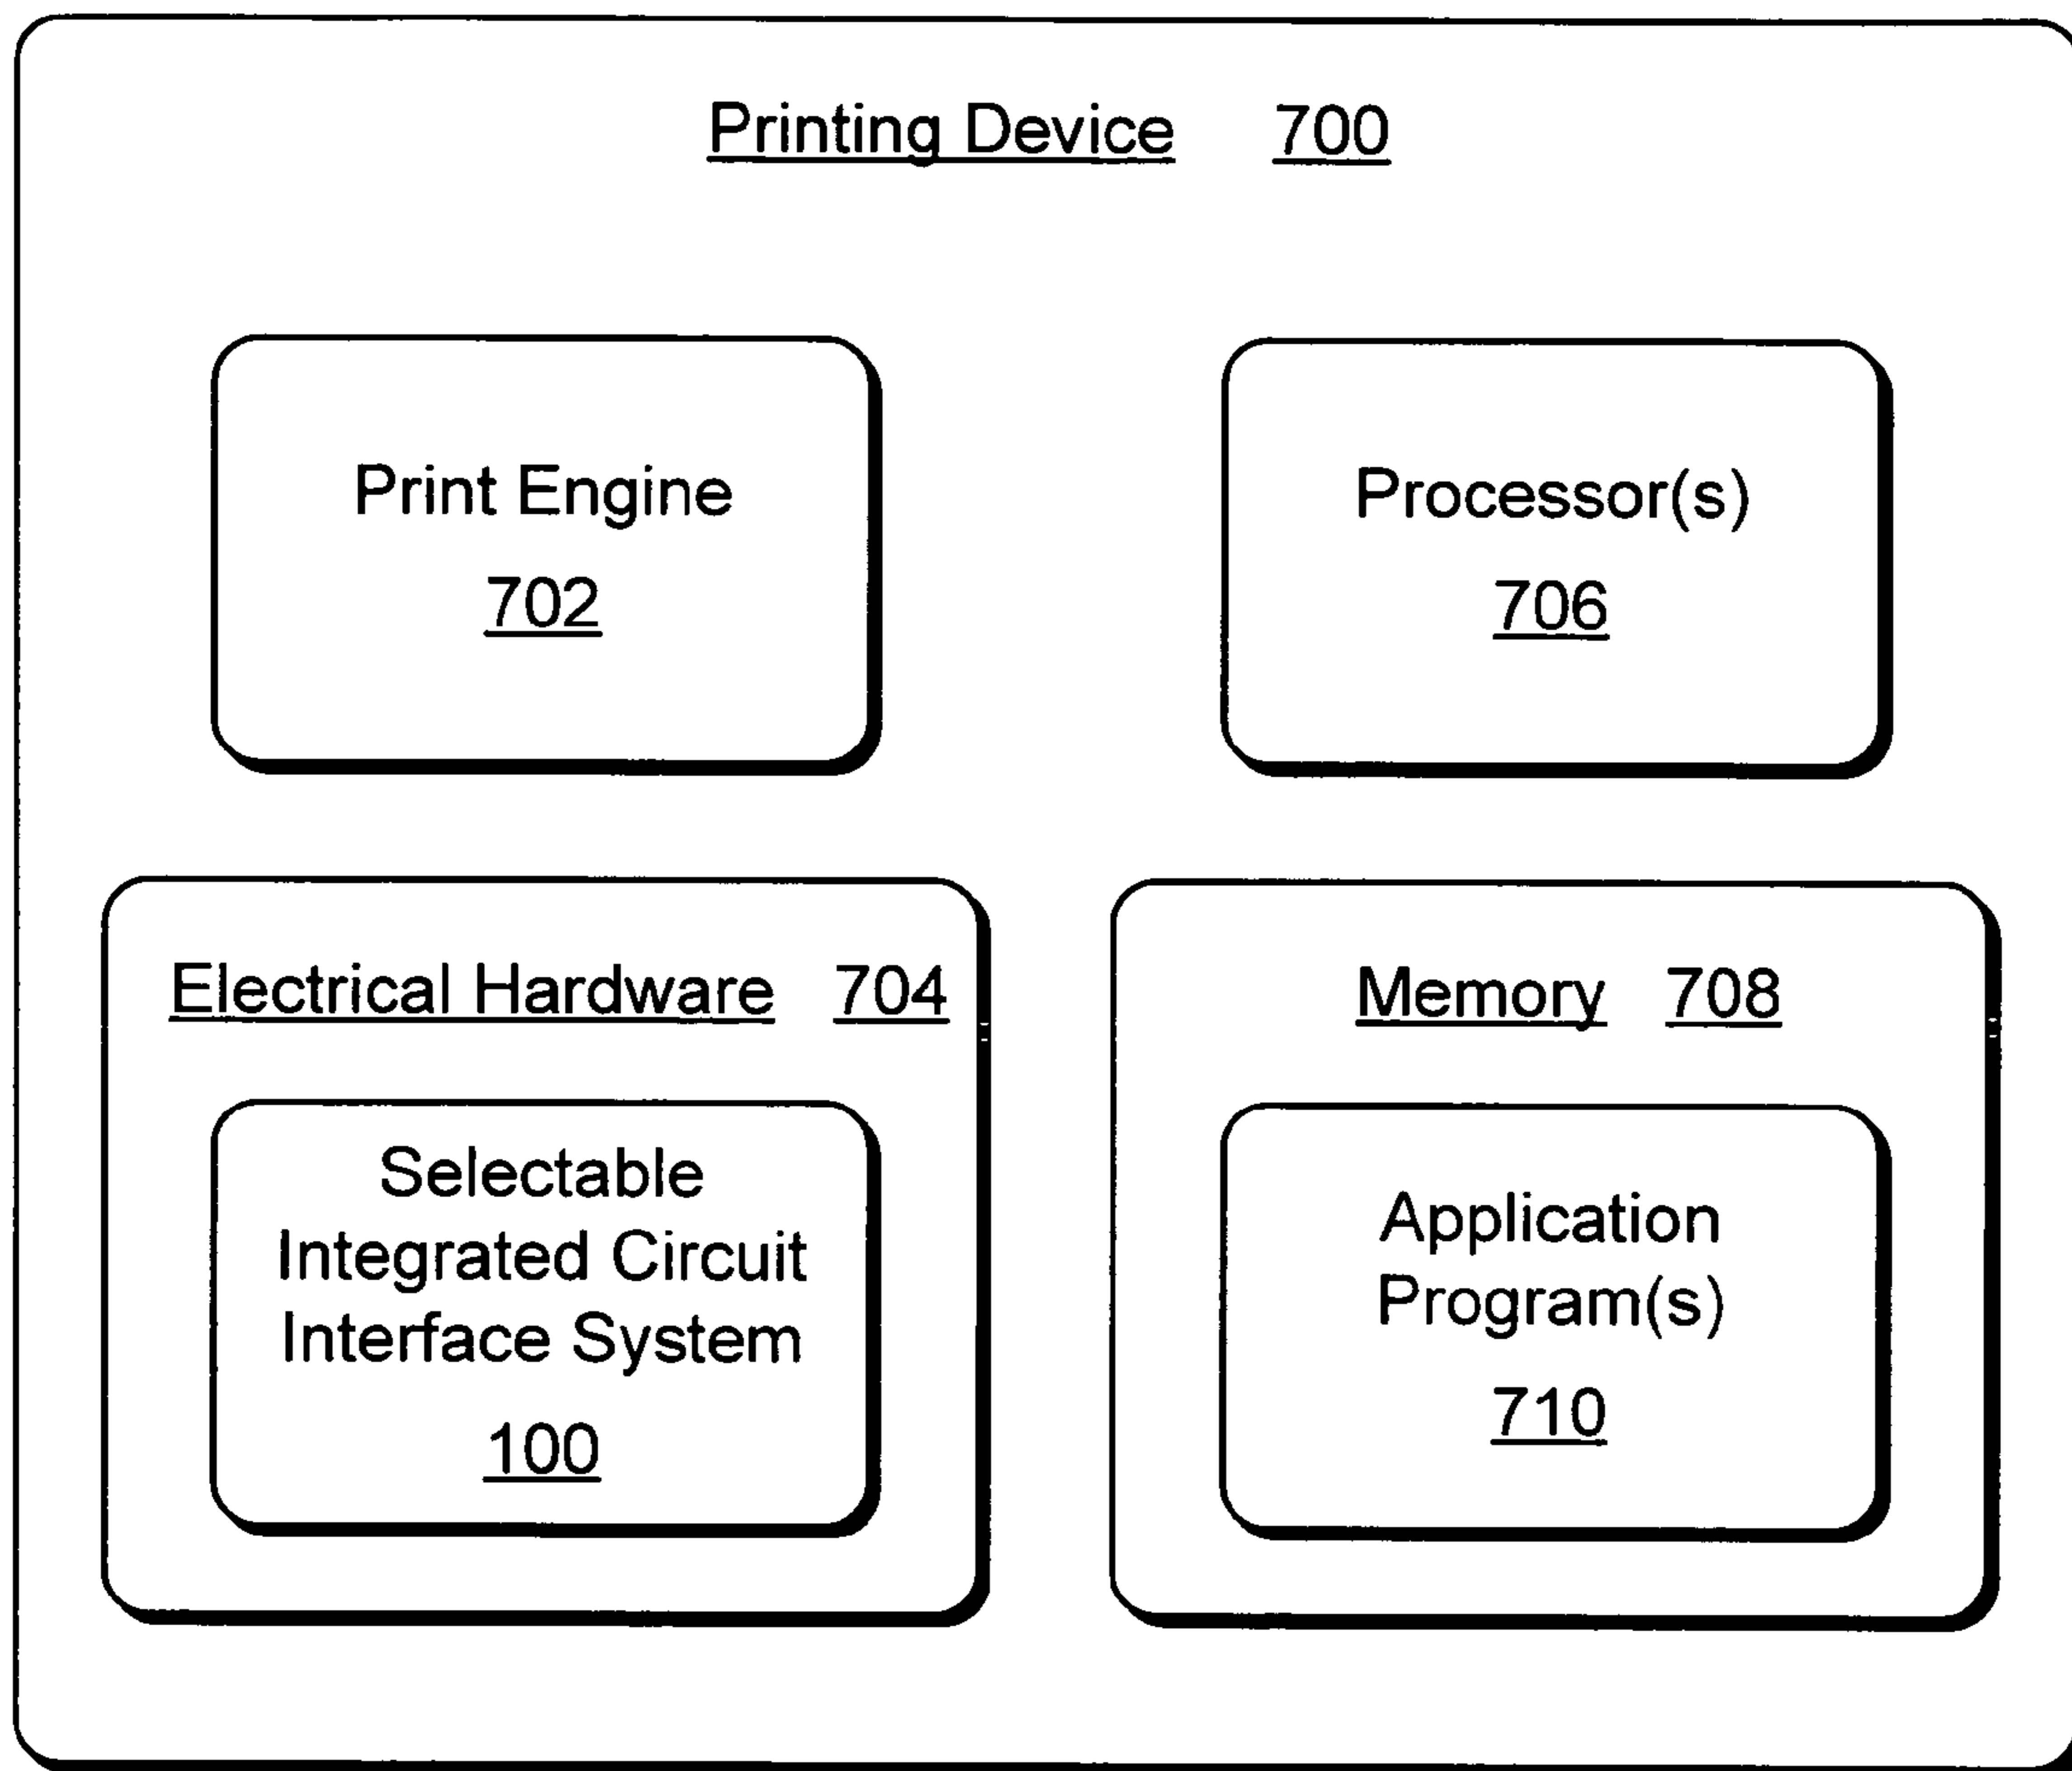 Printing Device 700
Print Engine
702
Processor(s)
706
Electrical Hardware 704
Selectable
Integrated Circuit
Interface System
100
Memory 708
Application
Program(s)
710